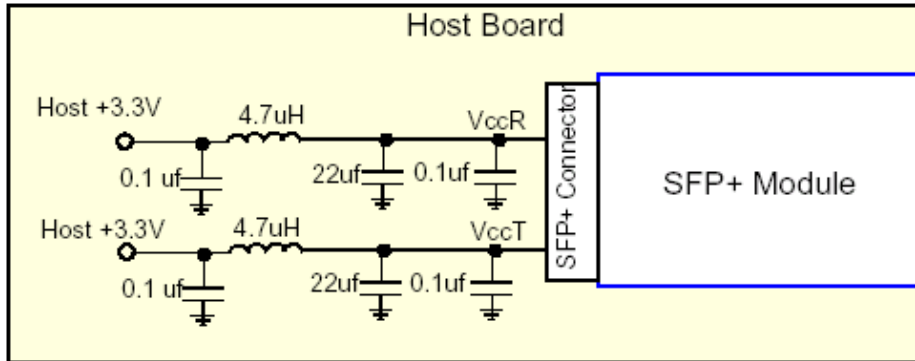 Host Board
Host +3.3V
4.7uH
VccR
0.1 uf
22uf
0.1uf
Host +3.3V
4.7uH
VccT
0.1 uf
22uf
0.1uf
SFP+ Connector
SFP+ Module